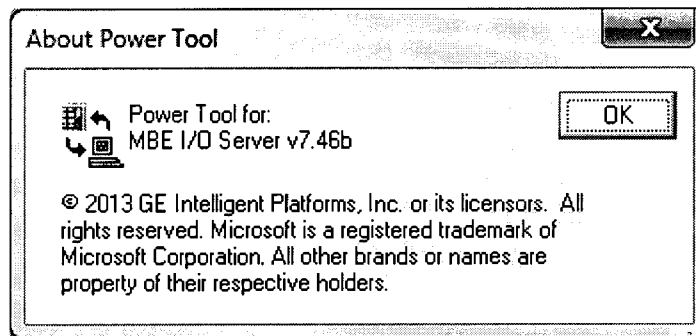 About Power Tool
Power Tool for:
MBE I/O Server v7.46b
OK
© 2013 GE Intelligent Platforms, Inc. or its licensors. All
rights reserved. Microsoft is a registered trademark of
Microsoft Corporation. All other brands or names are
property of their respective holders.